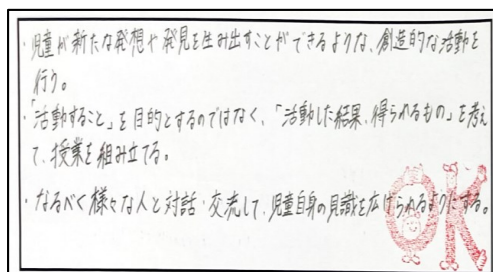 ・児童が新たな発想や発見を生み出すことができるような、創造的な活動を
行う。
・「活動すること」を目的とするのではなく、「活動した結果、得られるもの」を考え
て、授業を組み立てる。
・なるべく様々な人と対話・交流して、児童自身の見識を広げられるようにする。
OK